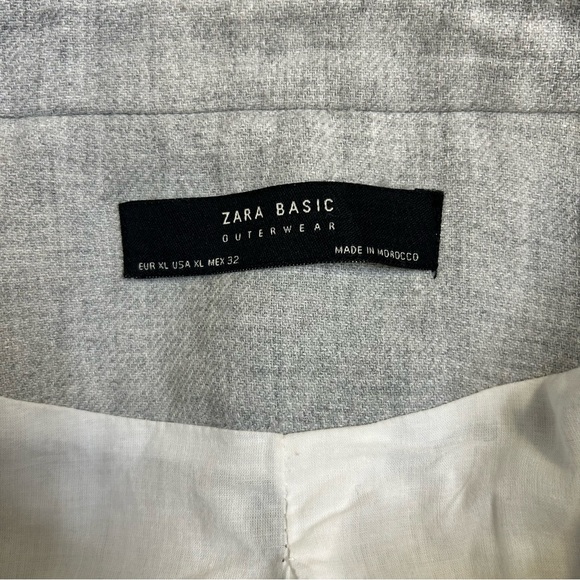 ZARA BASIC
OUTERWEAR
EUR XL USA XL MEX 32
MADE IN MOROCCO